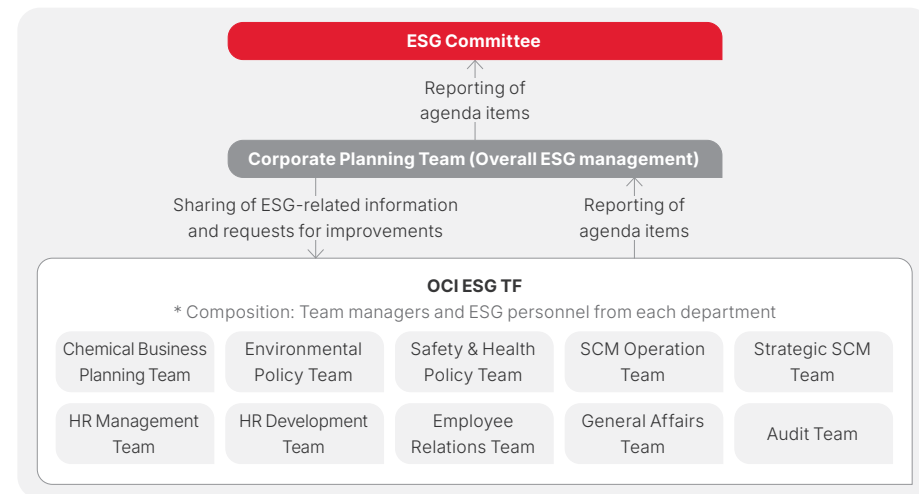 ESG Committee
Reporting of
agenda items
Corporate Planning Team (Overall ESG management)
Sharing of ESG-related information
and requests for improvements
Reporting of
agenda items
OCI ESG TF
* Composition: Team managers and ESG personnel from each department
Chemical Business
Planning Team
Environmental
Policy Team
Safety & Health
Policy Team
SCM Operation
Team
Strategic SCM
Team
HR Management
Team
HR Development
Team
Employee
Relations Team
General Affairs
Team
Audit Team